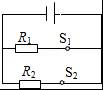 R₁ S₁
R₂ S₂